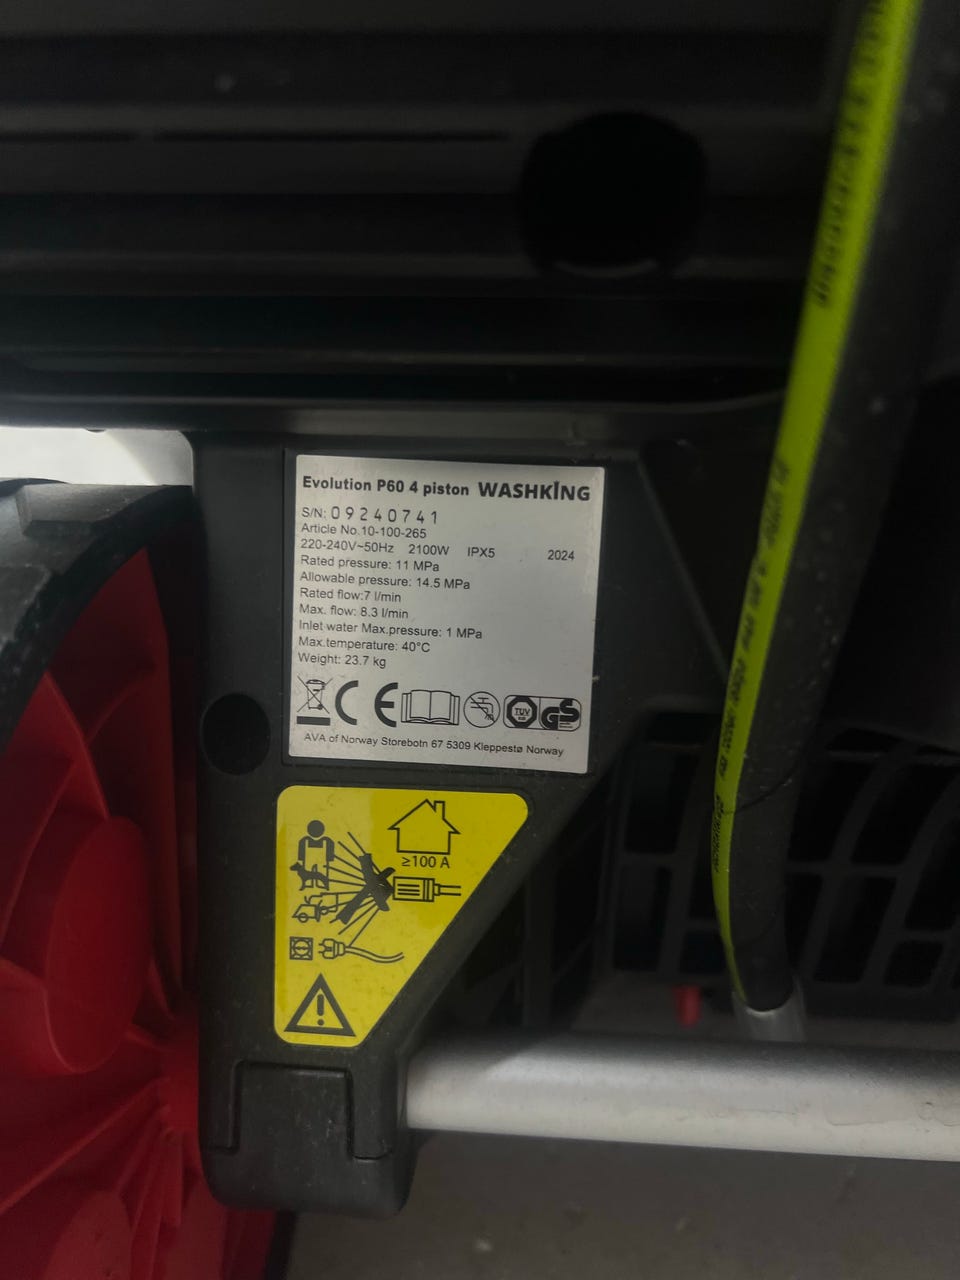 Evolution P60 4 piston WASHKING
S/N: 09240741
Article No.10-100-265
220-240V~50Hz 2100W IPX5 2024
Rated pressure: 11 MPa
Allowable pressure: 14.5 MPa
Rated flow:7 l/min
Max. flow: 8.3 l/min
Inlet water Max.pressure: 1 MPa
Max.temperature: 40°C
Weight: 23.7 kg
CE TÜV GS
AVA of Norway Storebotn 67 5309 Kleppestø Norway
≥100 A